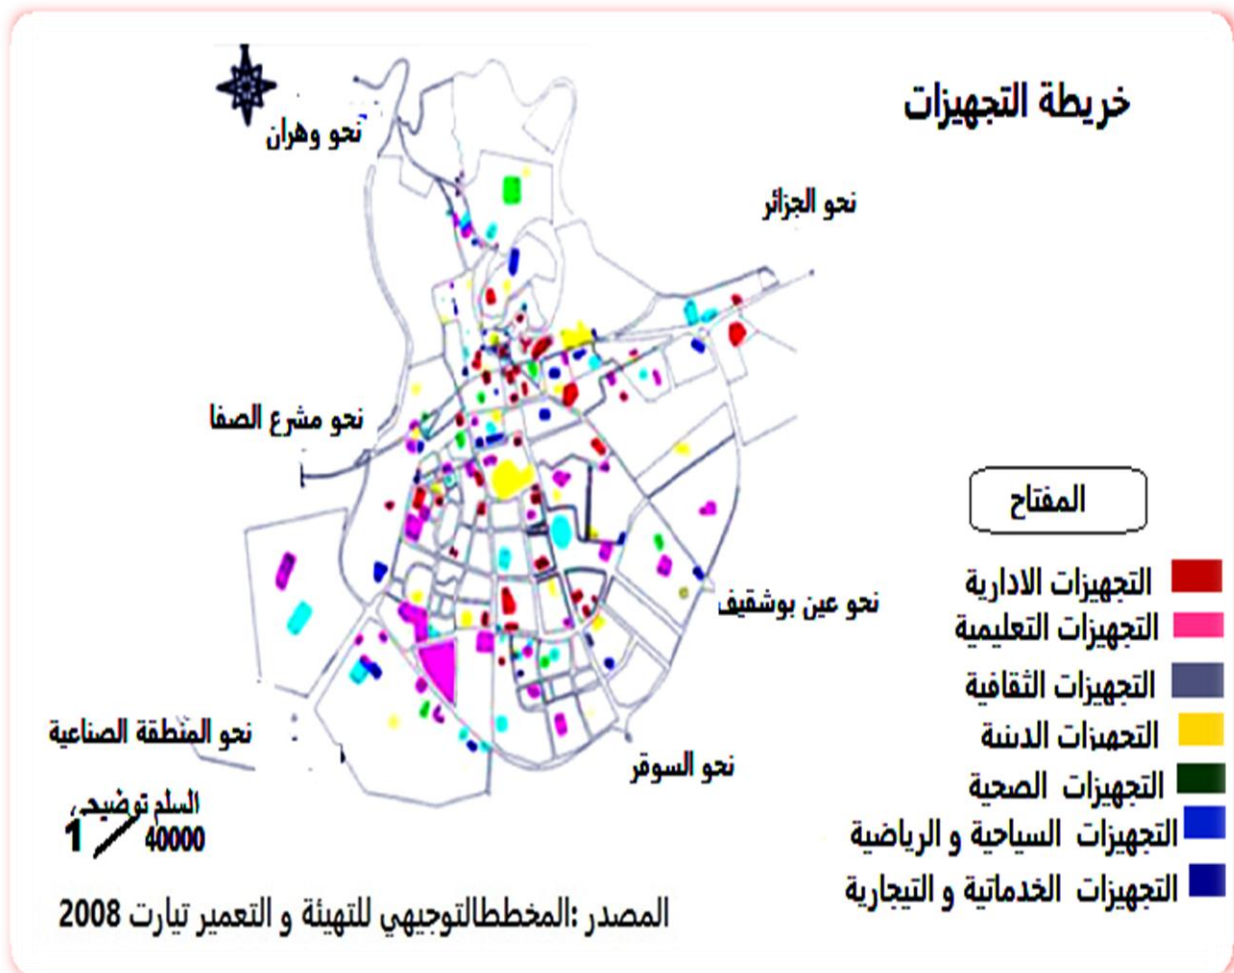 خريطة التجهيزات
نحو وهران
نحو الجزائر
نحو مشرع الصفا
المفتاح
التجهيزات الادارية
التجهيزات التعليمية
التجهيزات الثقافية
التجهيزات الدينية
التجهيزات الصحية
التجهيزات السياحية و الرياضية
التجهيزات الخدماتية و التيجارية
نحو عين بوشقيف
نحو المنطقة الصناعية
نحو السوقر
السلم توضيحي
1/40000
المصدر :المخططالتوجيهي للتهيئة و التعمير تيارت 2008